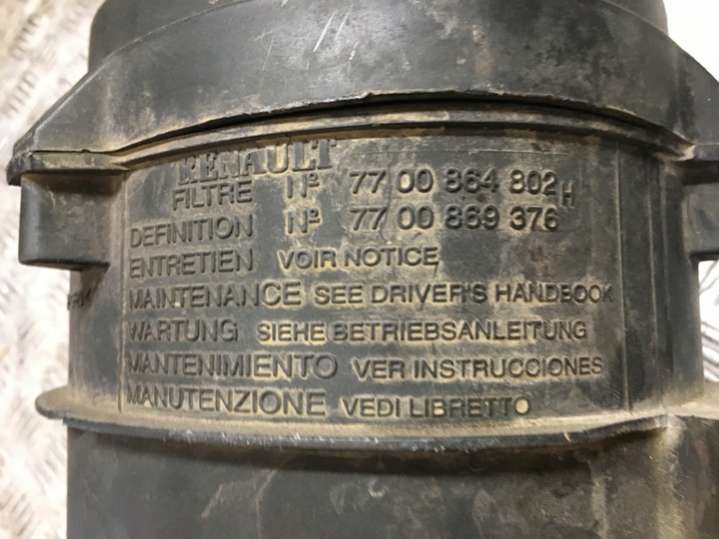 RENAULT
FILTRE Nº 77 00 864 802 H
DEFINITION Nº 77 00 869 376
ENTRETIEN VOIR NOTICE
MAINTENANCE SEE DRIVER'S HANDBOOK
WARTUNG SIEHE BETRIEBSANLEITUNG
MANTENIMIENTO VER INSTRUCCIONES
MANUTENZIONE VEDI LIBRETTO